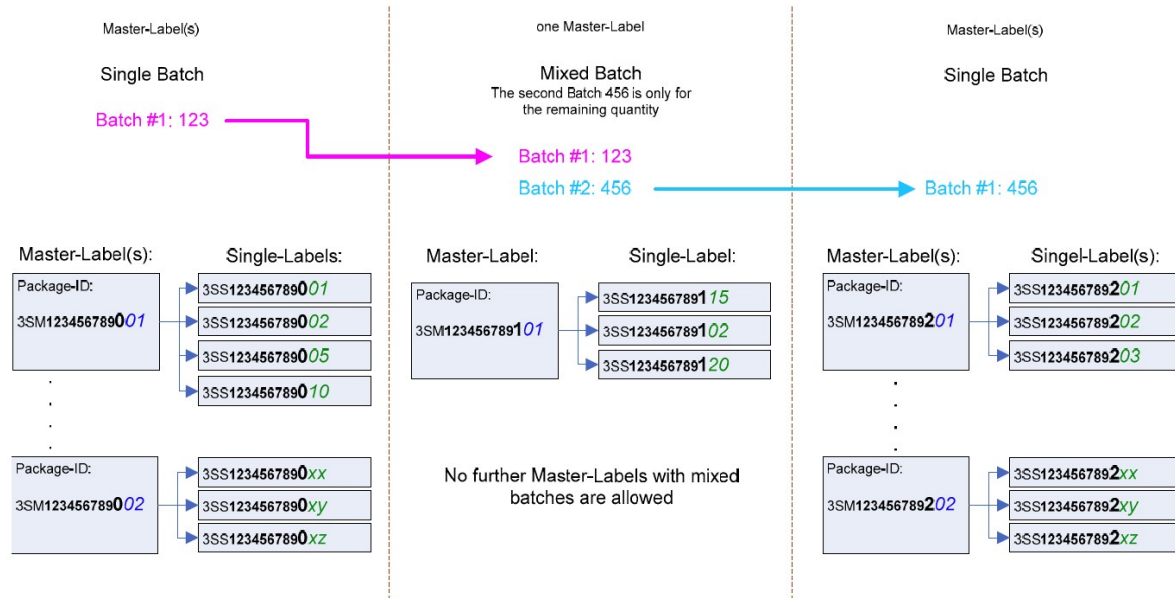 Master-Label(s)
Single Batch
Batch #1: 123
Master-Label(s):
Single-Labels:
Package-ID:
3SM123456789001
3SS123456789001
3SS123456789002
3SS123456789005
3SS123456789010
Package-ID:
3SM123456789002
3SS1234567890xx
3SS1234567890xy
3SS1234567890xz
one Master-Label
Mixed Batch
The second Batch 456 is only for
the remaining quantity
Batch #1: 123
Batch #2: 456
Master-Label:
Single-Labels:
Package-ID:
3SM123456789101
3SS123456789115
3SS123456789102
3SS123456789120
No further Master-Labels with mixed
batches are allowed
Master-Label(s)
Single Batch
Batch #1: 456
Master-Label(s):
Singel-Label(s):
Package-ID:
3SM123456789201
3SS123456789201
3SS123456789202
3SS123456789203
Package-ID:
3SM123456789202
3SS1234567892xx
3SS1234567892xy
3SS1234567892xz